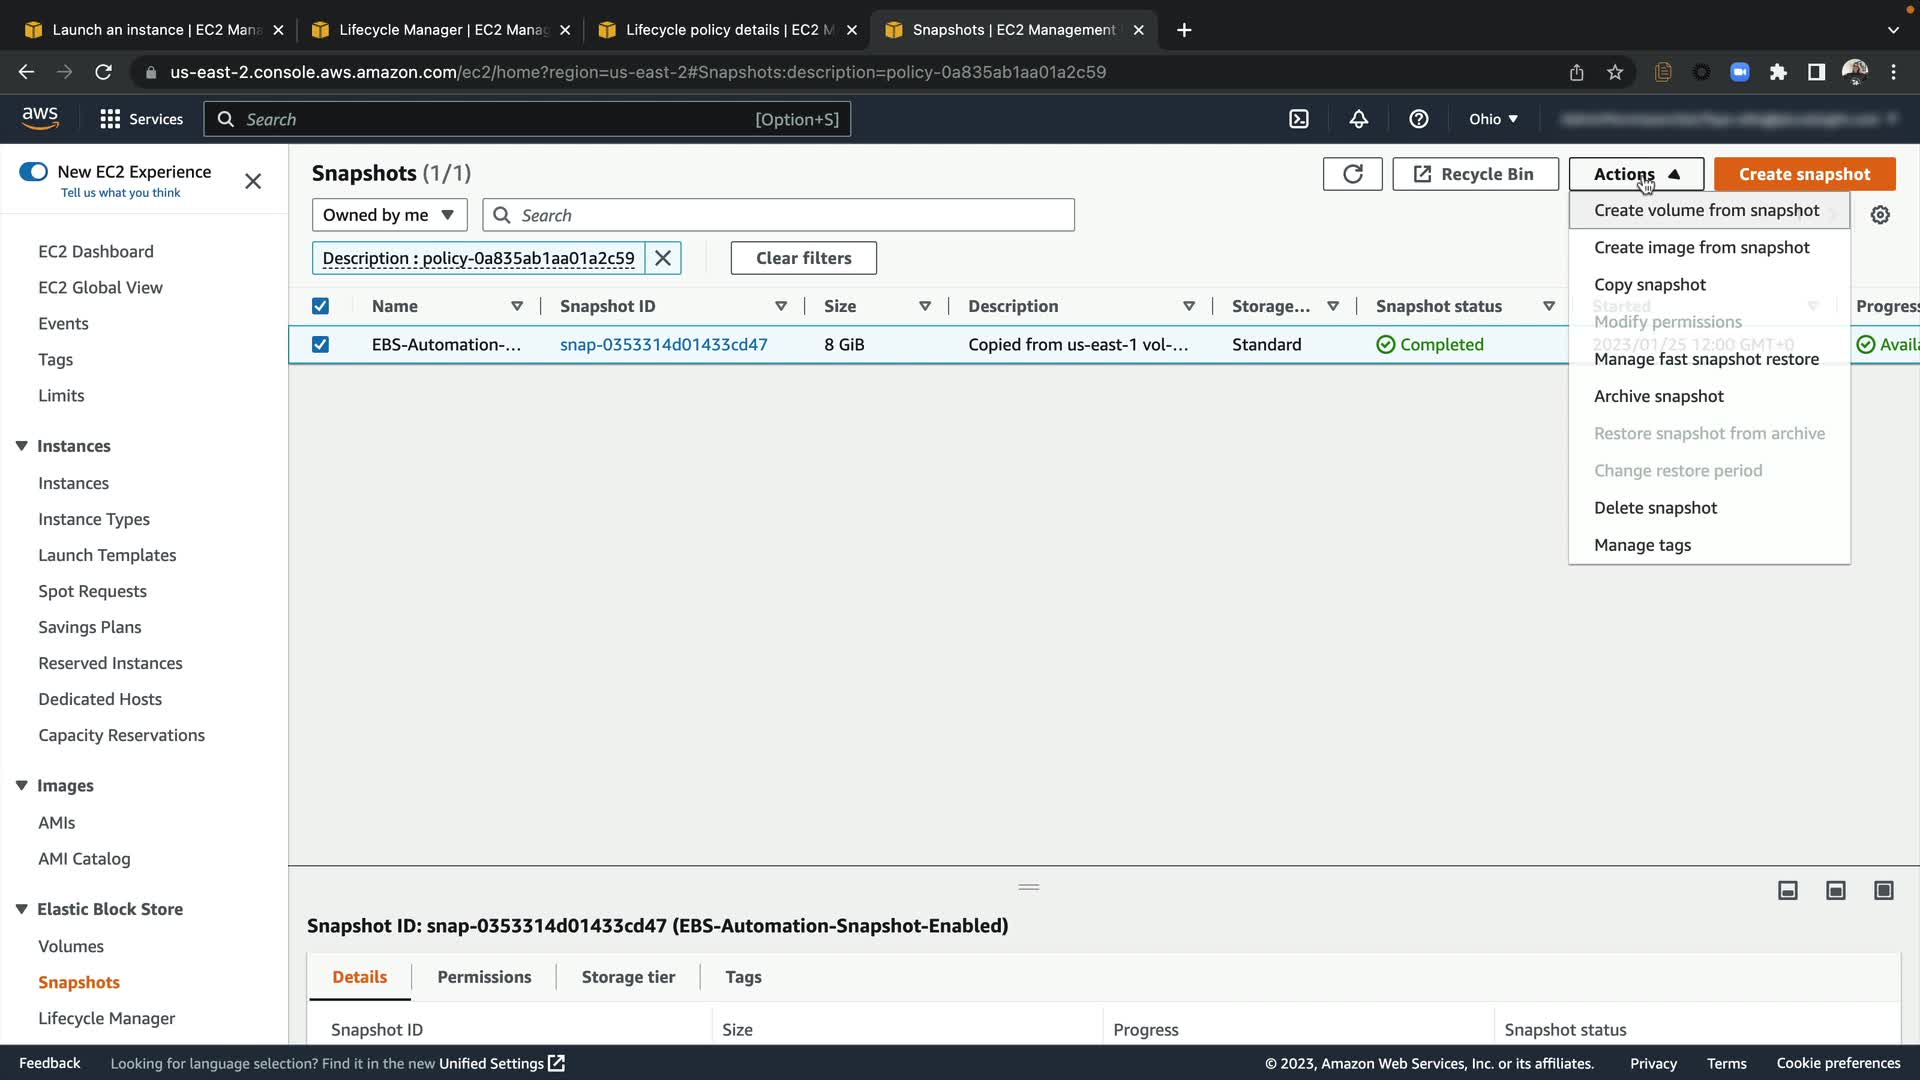 Launch an instance | EC2 Mana
Lifecycle Manager | EC2 Manag
Lifecycle policy details | EC2 M
Snapshots | EC2 Management
us-east-2.console.aws.amazon.com/ec2/home?region=us-east-2#Snapshots:description=policy-0a835ab1aa01a2c59
aws
Services
Search
[Option+S]
Ohio
New EC2 Experience
Tell us what you think
EC2 Dashboard
EC2 Global View
Events
Tags
Limits
Instances
Instances
Instance Types
Launch Templates
Spot Requests
Savings Plans
Reserved Instances
Dedicated Hosts
Capacity Reservations
Images
AMIs
AMI Catalog
Elastic Block Store
Volumes
Snapshots
Lifecycle Manager
Snapshots (1/1)
Recycle Bin
Actions
Create snapshot
Owned by me
Search
Description : policy-0a835ab1aa01a2c59
Clear filters
Name
Snapshot ID
Size
Description
Storage...
Snapshot status
Started
Progress
EBS-Automation-...
snap-0353314d01433cd47
8 GiB
Copied from us-east-1 vol-...
Standard
Completed
2023/01/25 12:00 GMT+0
Availa
Create volume from snapshot
Create image from snapshot
Copy snapshot
Modify permissions
Manage fast snapshot restore
Archive snapshot
Restore snapshot from archive
Change restore period
Delete snapshot
Manage tags
Snapshot ID: snap-0353314d01433cd47 (EBS-Automation-Snapshot-Enabled)
Details
Permissions
Storage tier
Tags
Snapshot ID
Size
Progress
Snapshot status
Feedback
Looking for language selection? Find it in the new Unified Settings
© 2023, Amazon Web Services, Inc. or its affiliates.
Privacy
Terms
Cookie preferences